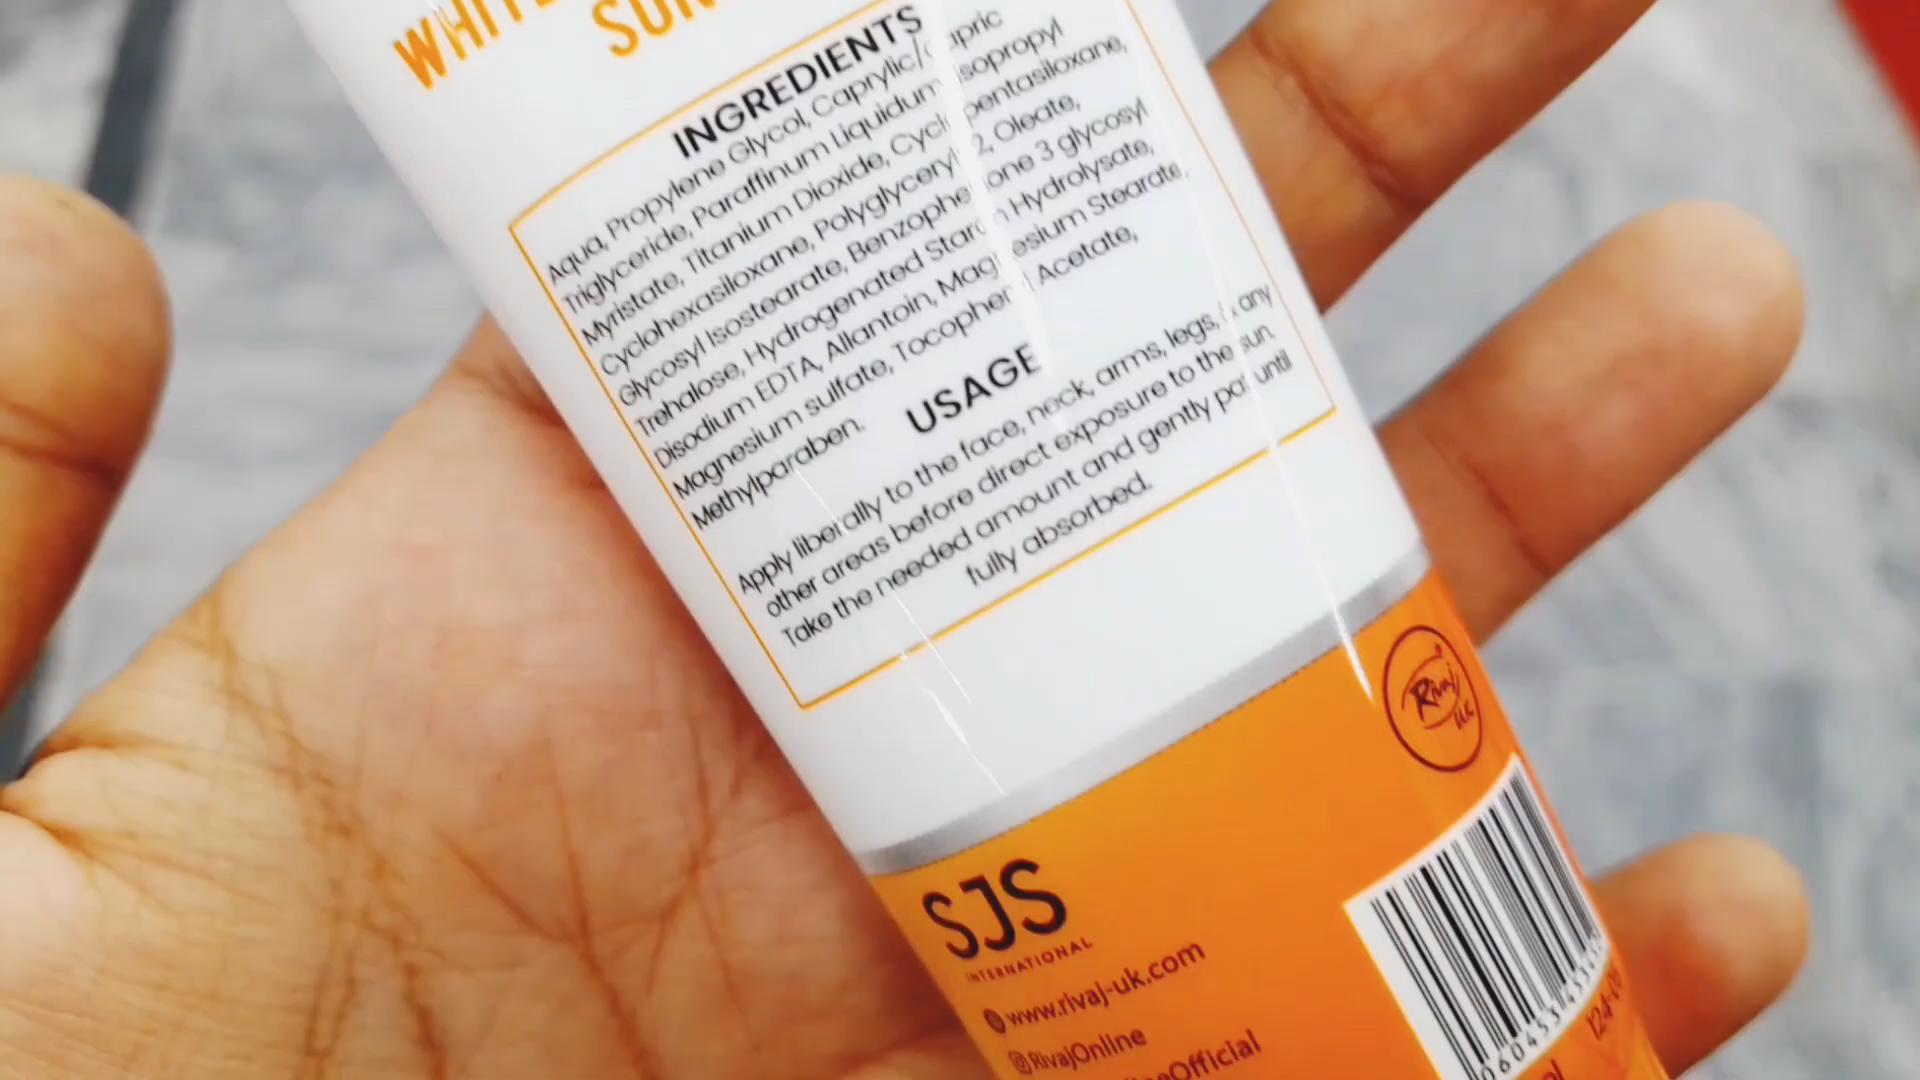 SUN
INGREDIENTS
Aqua, Propylene Glycol, Caprylic/Capric
Triglyceride, Paraffinum Liquidum, Isopropyl
Myristate, Titanium Dioxide, Cyclopentasiloxane,
Cyclohexasiloxane, Polyglyceryl 2, Oleate,
Glycosyl Isostearate, Benzophenone 3 glycosyl
Trehalose, Hydrogenated Starch Hydrolysate,
Disodium EDTA, Allantoin, Magnesium Stearate,
Magnesium sulfate, Tocopheryl Acetate,
Methylparaben.
USAGE
Apply liberally to the face, neck, arms, legs, & any
other areas before direct exposure to the sun.
Take the needed amount and gently pat until
fully absorbed.
Rivaj
UK
SJS
INTERNATIONAL
www.rivaj-uk.com
RivajOnline